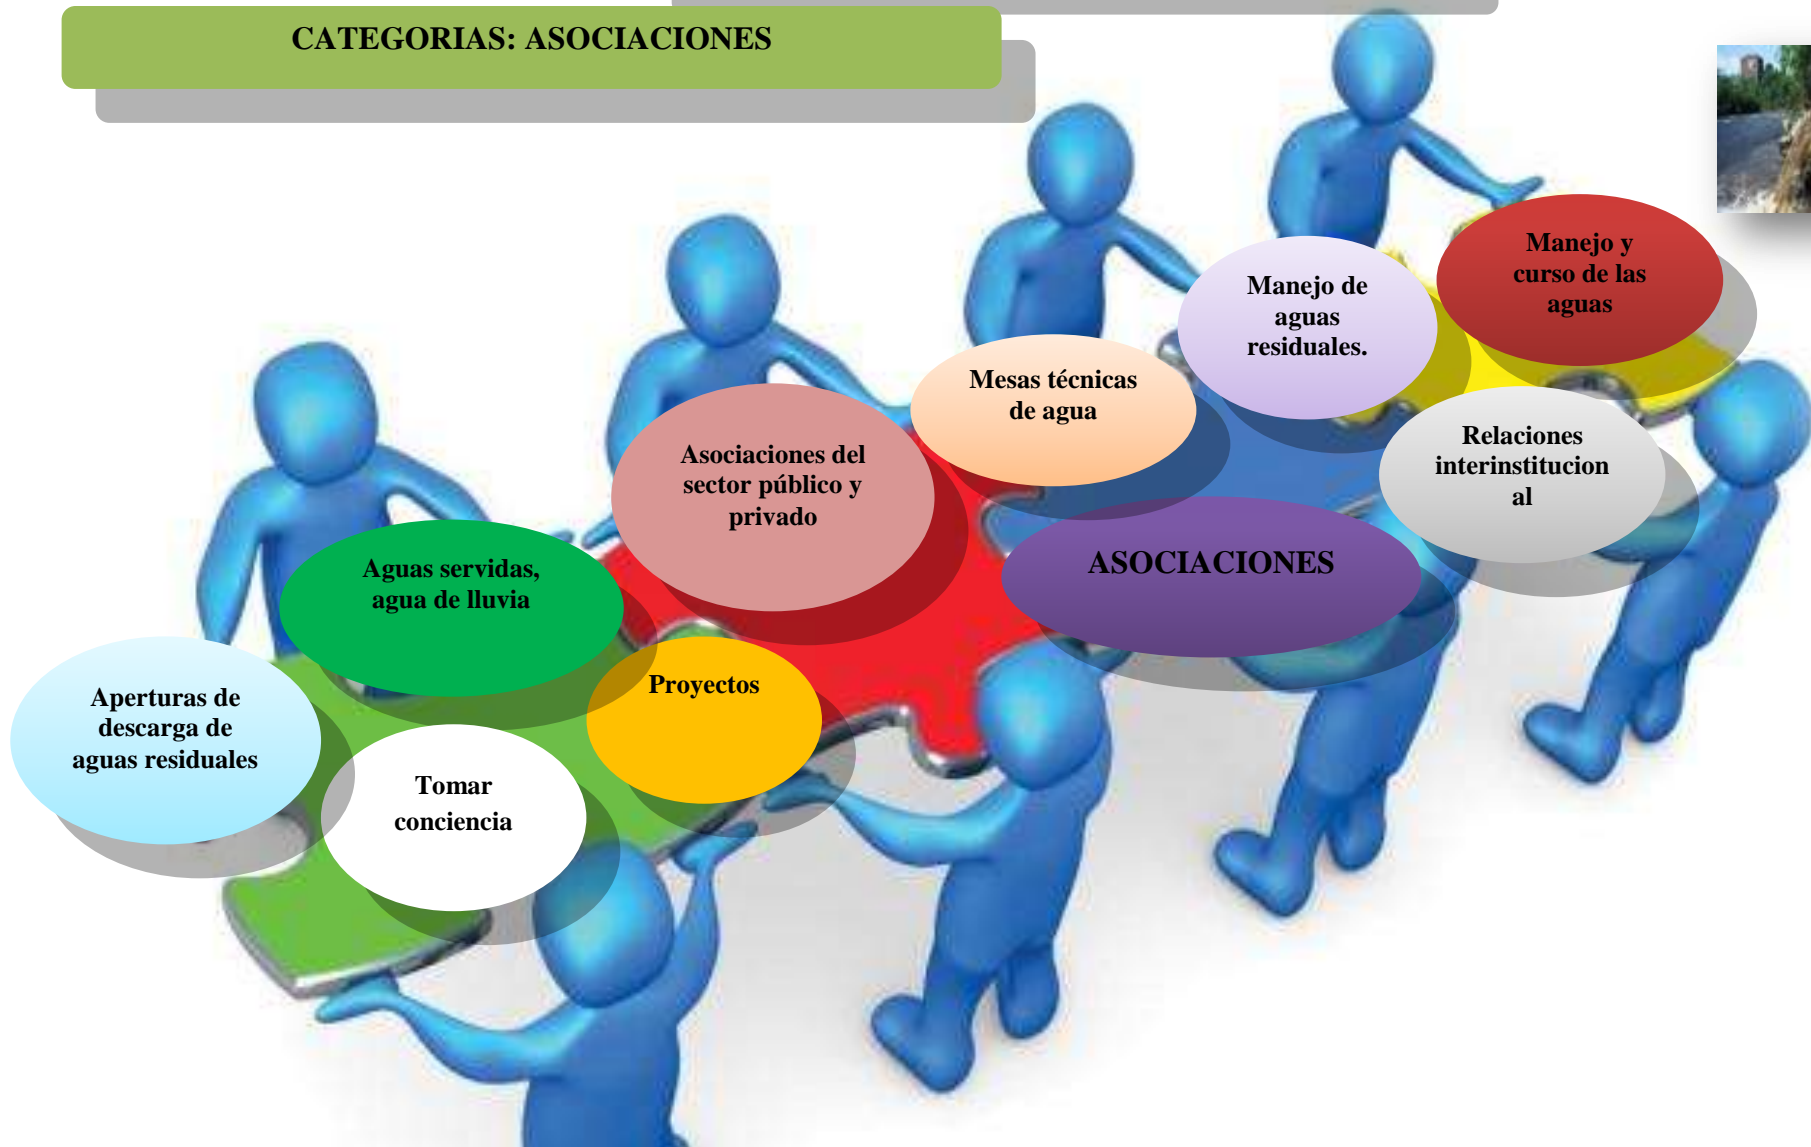 CATEGORIAS: ASOCIACIONES
Manejo y
curso de las
aguas
Manejo de
aguas
residuales.
Mesas técnicas
de agua
Relaciones
interinstitucion
al
Asociaciones del
sector público y
privado
ASOCIACIONES
Aguas servidas,
agua de lluvia
Proyectos
Aperturas de
descarga de
aguas residuales
Tomar
conciencia